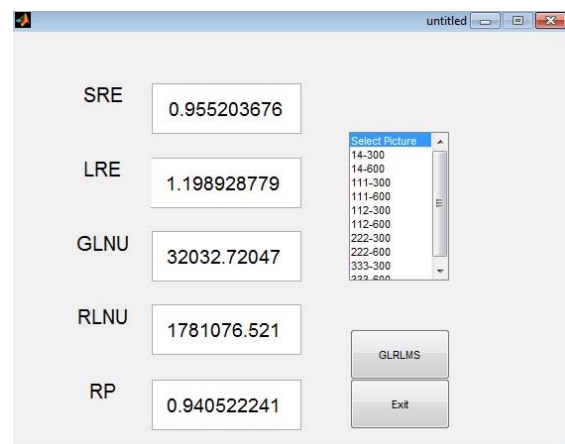 untitled
SRE 0.955203676
LRE 1.198928779
GLNU 32032.72047
RLNU 1781076.521
RP 0.940522241
Select Picture
14-300
14-600
111-300
111-600
112-300
112-600
222-300
222-600
333-300
333-600
GLRLMS
Exit